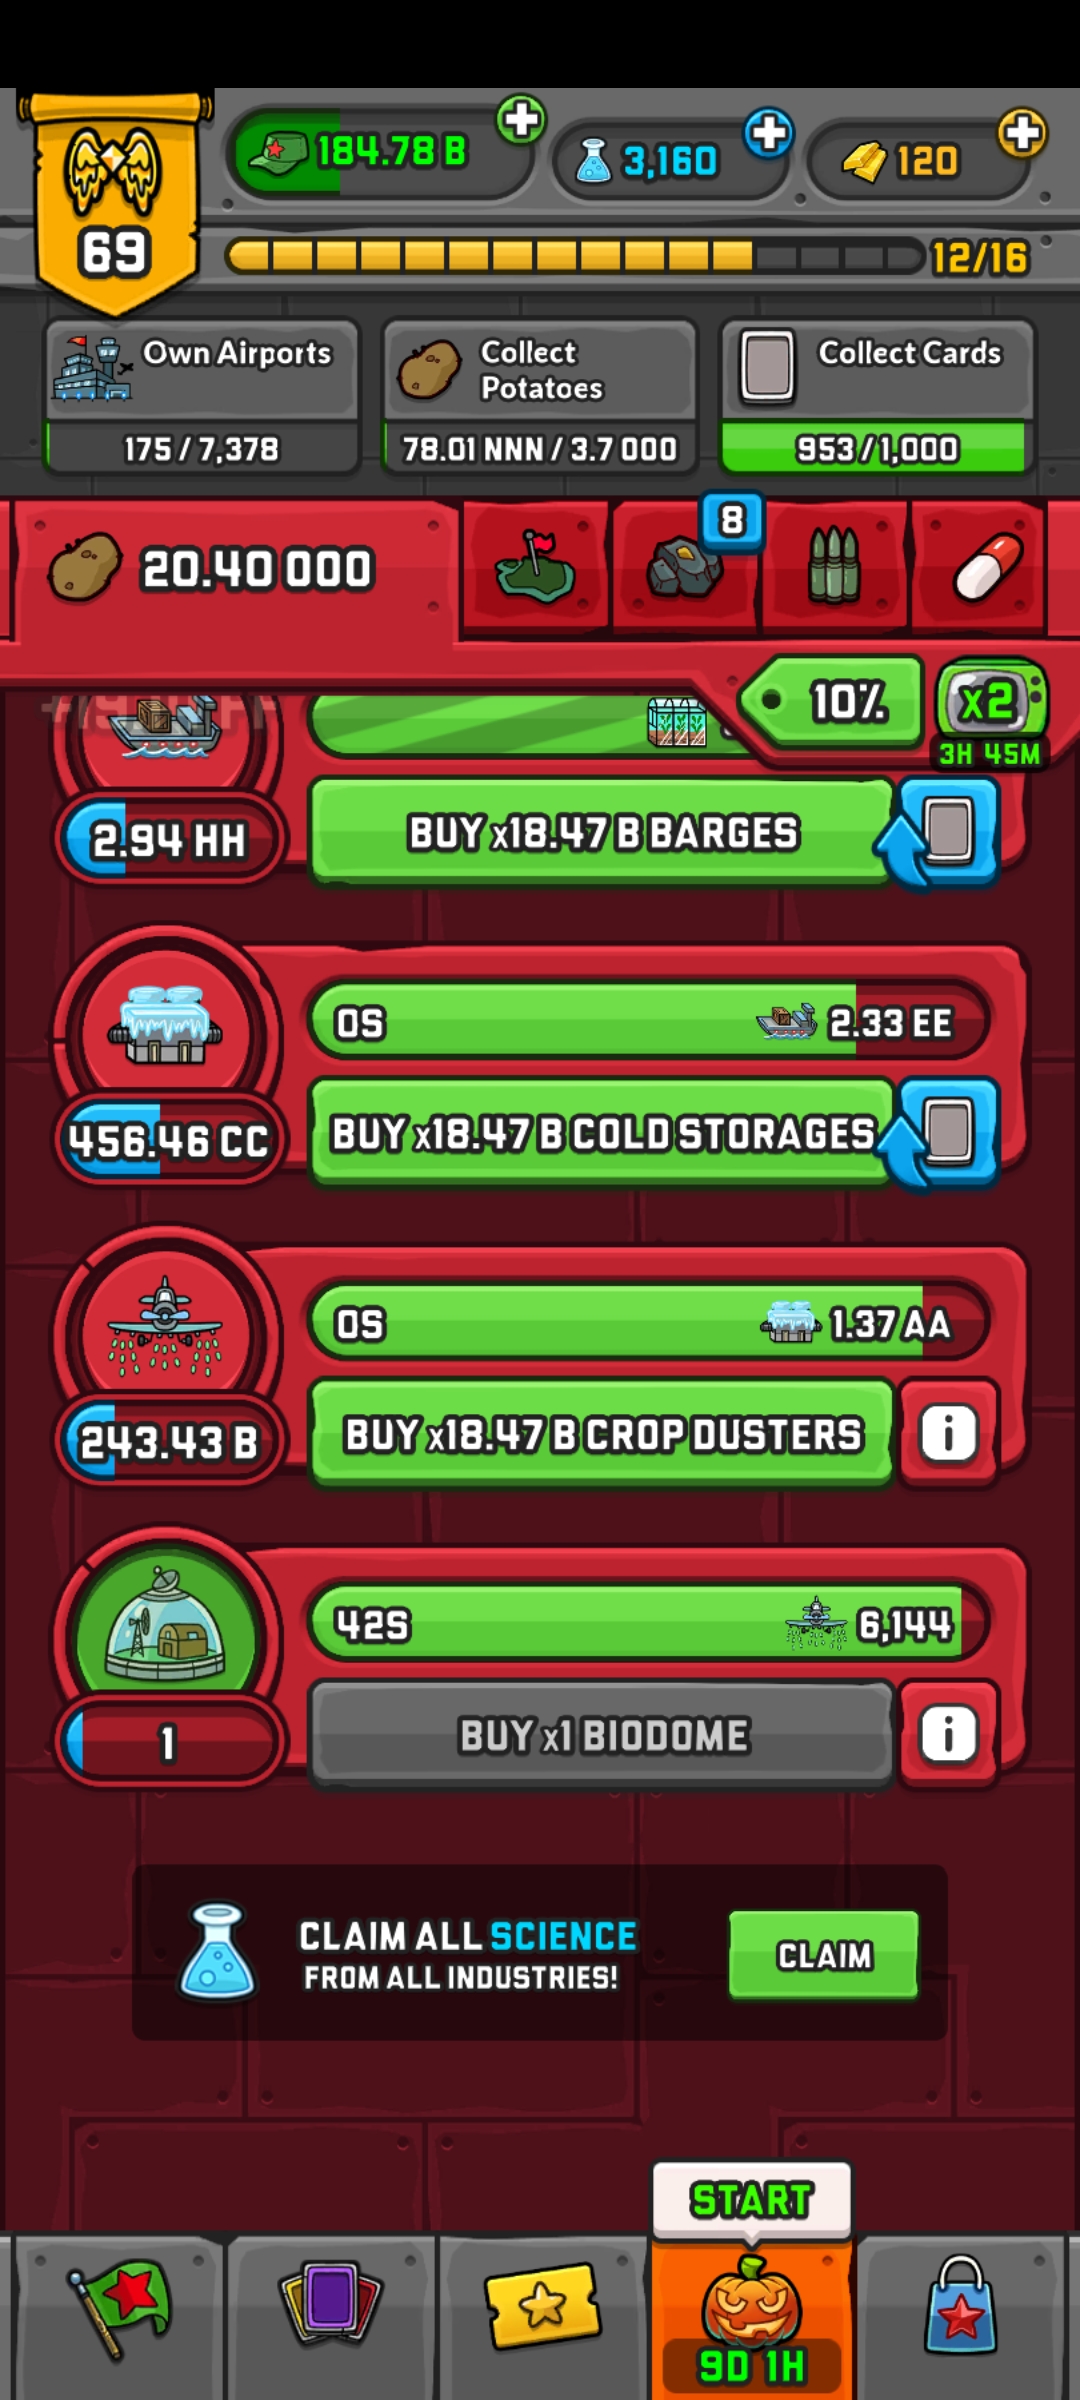 184.78 B
3,160
120
69
12/16
Own Airports
175/7,378
Collect
Potatoes
78.01 NNN / 3.7 OOO
Collect Cards
953/1,000
20.40 OOO
8
10%
x2
3H 45M
2.94 HH
BUY x18.47 B BARGES
0S
2.33 EE
456.46 CC
BUY x18.47 B COLD STORAGES
0S
1.37 AA
243.43 B
BUY x18.47 B CROP DUSTERS
i
42S
6,144
1
BUY x1 BIODOME
i
CLAIM ALL SCIENCE
FROM ALL INDUSTRIES!
CLAIM
START
9D 1H